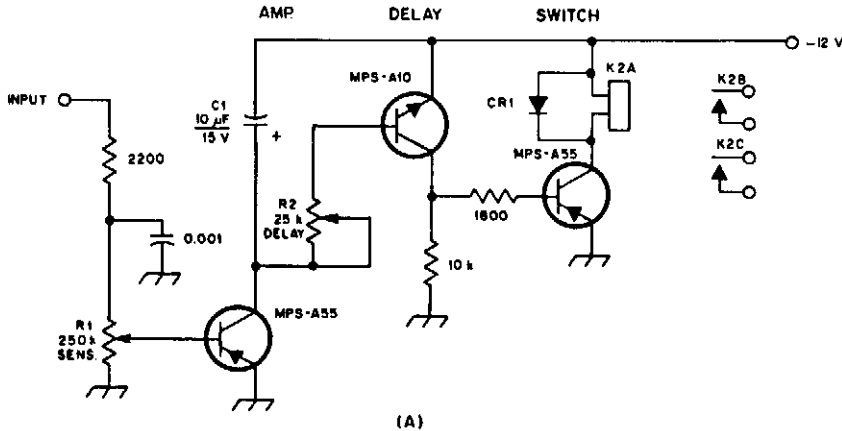 AMP.
DELAY
SWITCH
-12 V
MPS-A10
K2A
K2B
INPUT
C1
10 µF
15 V
+
CR1
MPS-A55
K2C
2200
R2
25 k
DELAY
1600
0.001
10 k
MPS-A55
R1
250 k
SENS.
(A)